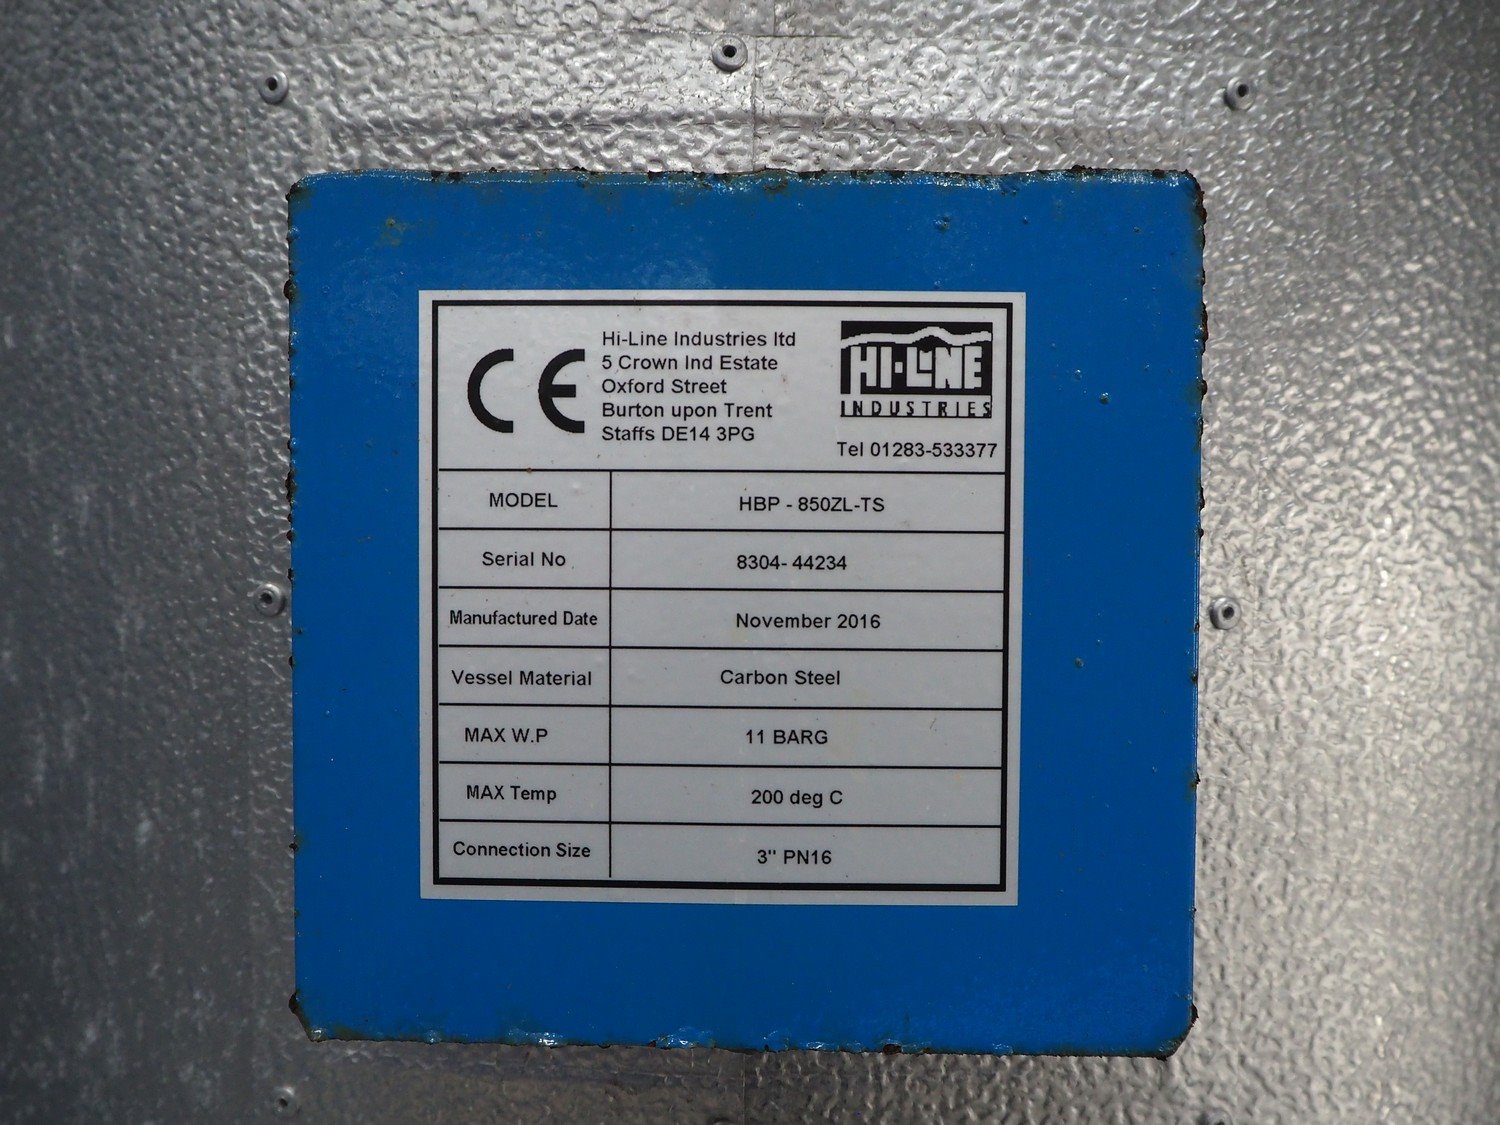 CE
Hi-Line Industries ltd
5 Crown Ind Estate
Oxford Street
Burton upon Trent
Staffs DE14 3PG
HI-LINE
INDUSTRIES
Tel 01283-533377
MODEL HBP - 850ZL-TS
Serial No 8304- 44234
Manufactured Date November 2016
Vessel Material Carbon Steel
MAX W.P 11 BARG
MAX Temp 200 deg C
Connection Size 3" PN16